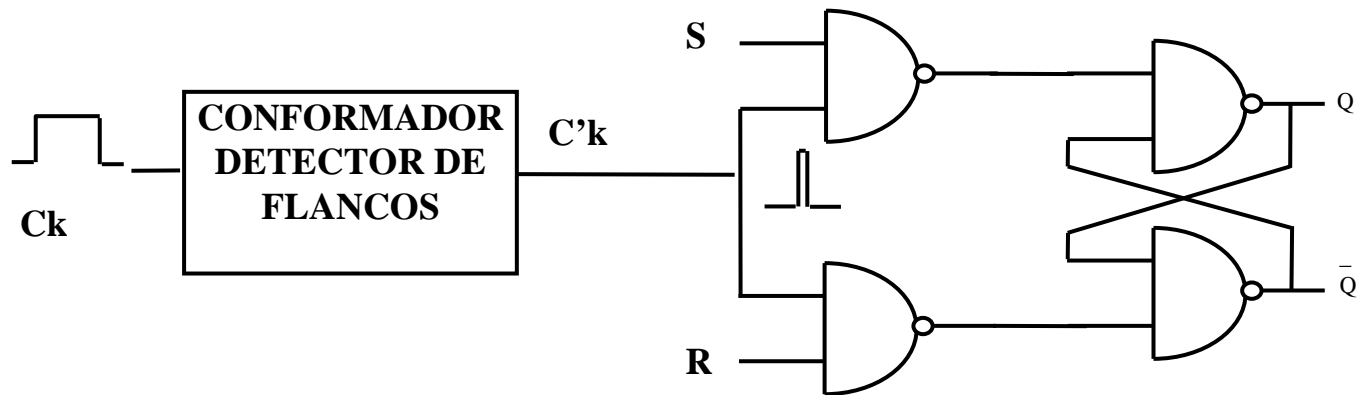 S
CONFORMADOR
DETECTOR DE
FLANCOS
C'k
Q
Ck
Q̅
R